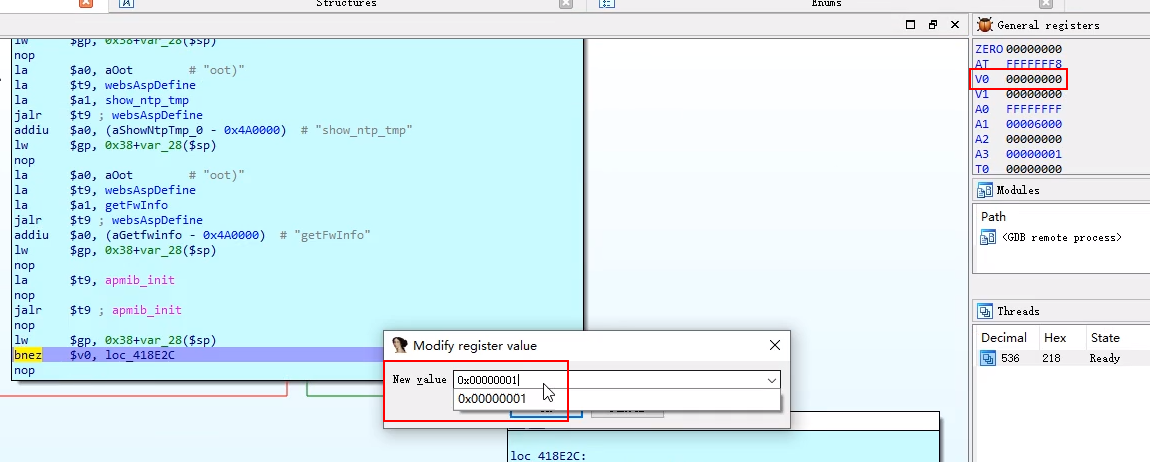 Structures
Enums
General registers
lw $gp, 0x38+var_28($sp)
nop
la $a0, aOot # "oot)"
la $t9, websAspDefine
la $a1, show_ntp_tmp
jalr $t9 ; websAspDefine
addiu $a0, (aShowNtpTmp_0 - 0x4A0000) # "show_ntp_tmp"
lw $gp, 0x38+var_28($sp)
nop
la $a0, aOot # "oot)"
la $t9, websAspDefine
la $a1, getFwInfo
jalr $t9 ; websAspDefine
addiu $a0, (aGetfwinfo - 0x4A0000) # "getFwInfo"
lw $gp, 0x38+var_28($sp)
nop
la $t9, apmib_init
nop
jalr $t9 ; apmib_init
nop
lw $gp, 0x38+var_28($sp)
bnez $v0, loc_418E2C
nop
ZERO 00000000
AT FFFFFFF8
V0 00000000
V1 00000000
A0 FFFFFFFF
A1 00006000
A2 00000000
A3 00000001
T0 00000000
Modules
Path
<GDB remote process>
Threads
Decimal Hex State
536 218 Ready
Modify register value
New value 0x00000001
0x00000001
loc_418E2C: